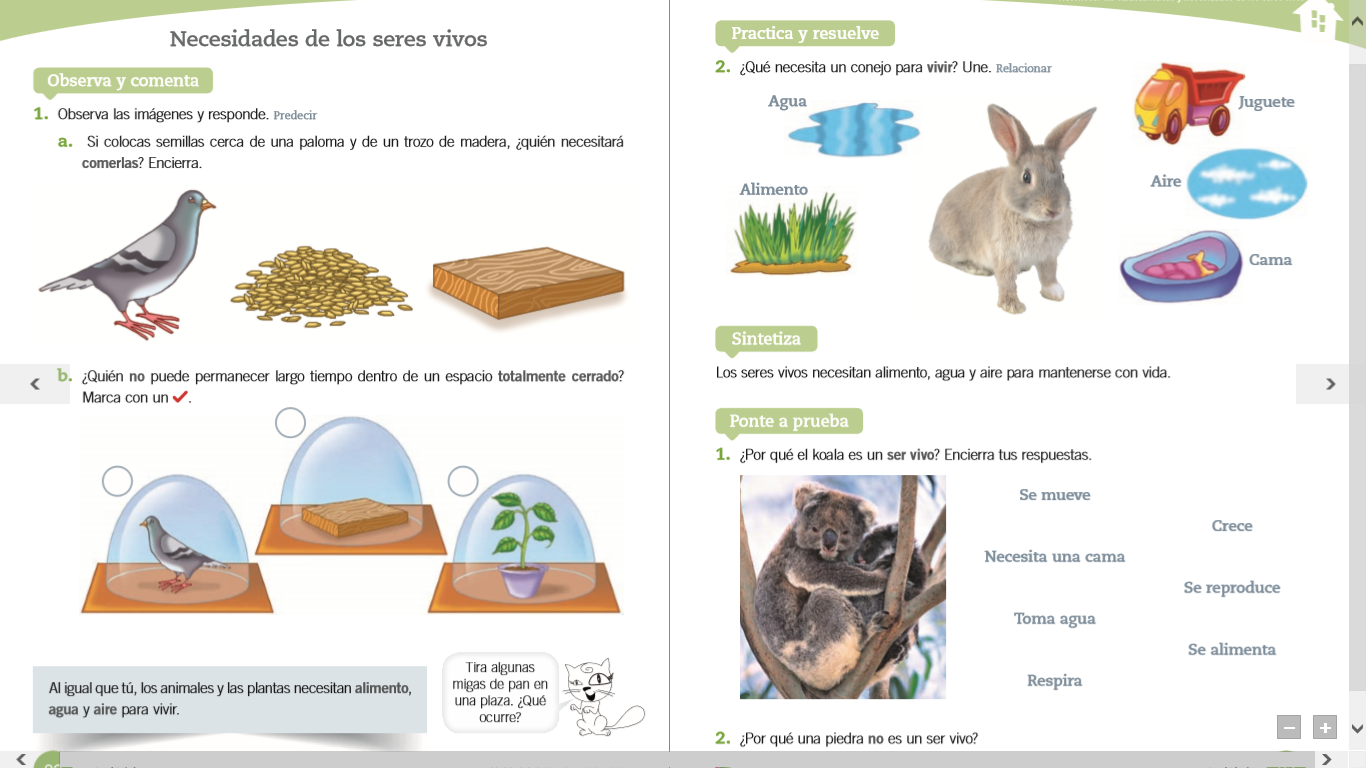 Necesidades de los seres vivos
Observa y comenta
1. Observa las imágenes y responde. Predecir
a. Si colocas semillas cerca de una paloma y de un trozo de madera, ¿quién necesitará
comerlas? Encierra.
b. ¿Quién no puede permanecer largo tiempo dentro de un espacio totalmente cerrado?
Marca con un ✓.
Al igual que tú, los animales y las plantas necesitan alimento,
agua y aire para vivir.
Tira algunas
migas de pan en
una plaza. ¿Qué
ocurre?
Practica y resuelve
2. ¿Qué necesita un conejo para vivir? Une. Relacionar
Agua
Juguete
Aire
Alimento
Cama
Sintetiza
Los seres vivos necesitan alimento, agua y aire para mantenerse con vida.
Ponte a prueba
1. ¿Por qué el koala es un ser vivo? Encierra tus respuestas.
Se mueve
Crece
Necesita una cama
Se reproduce
Toma agua
Se alimenta
Respira
2. ¿Por qué una piedra no es un ser vivo?